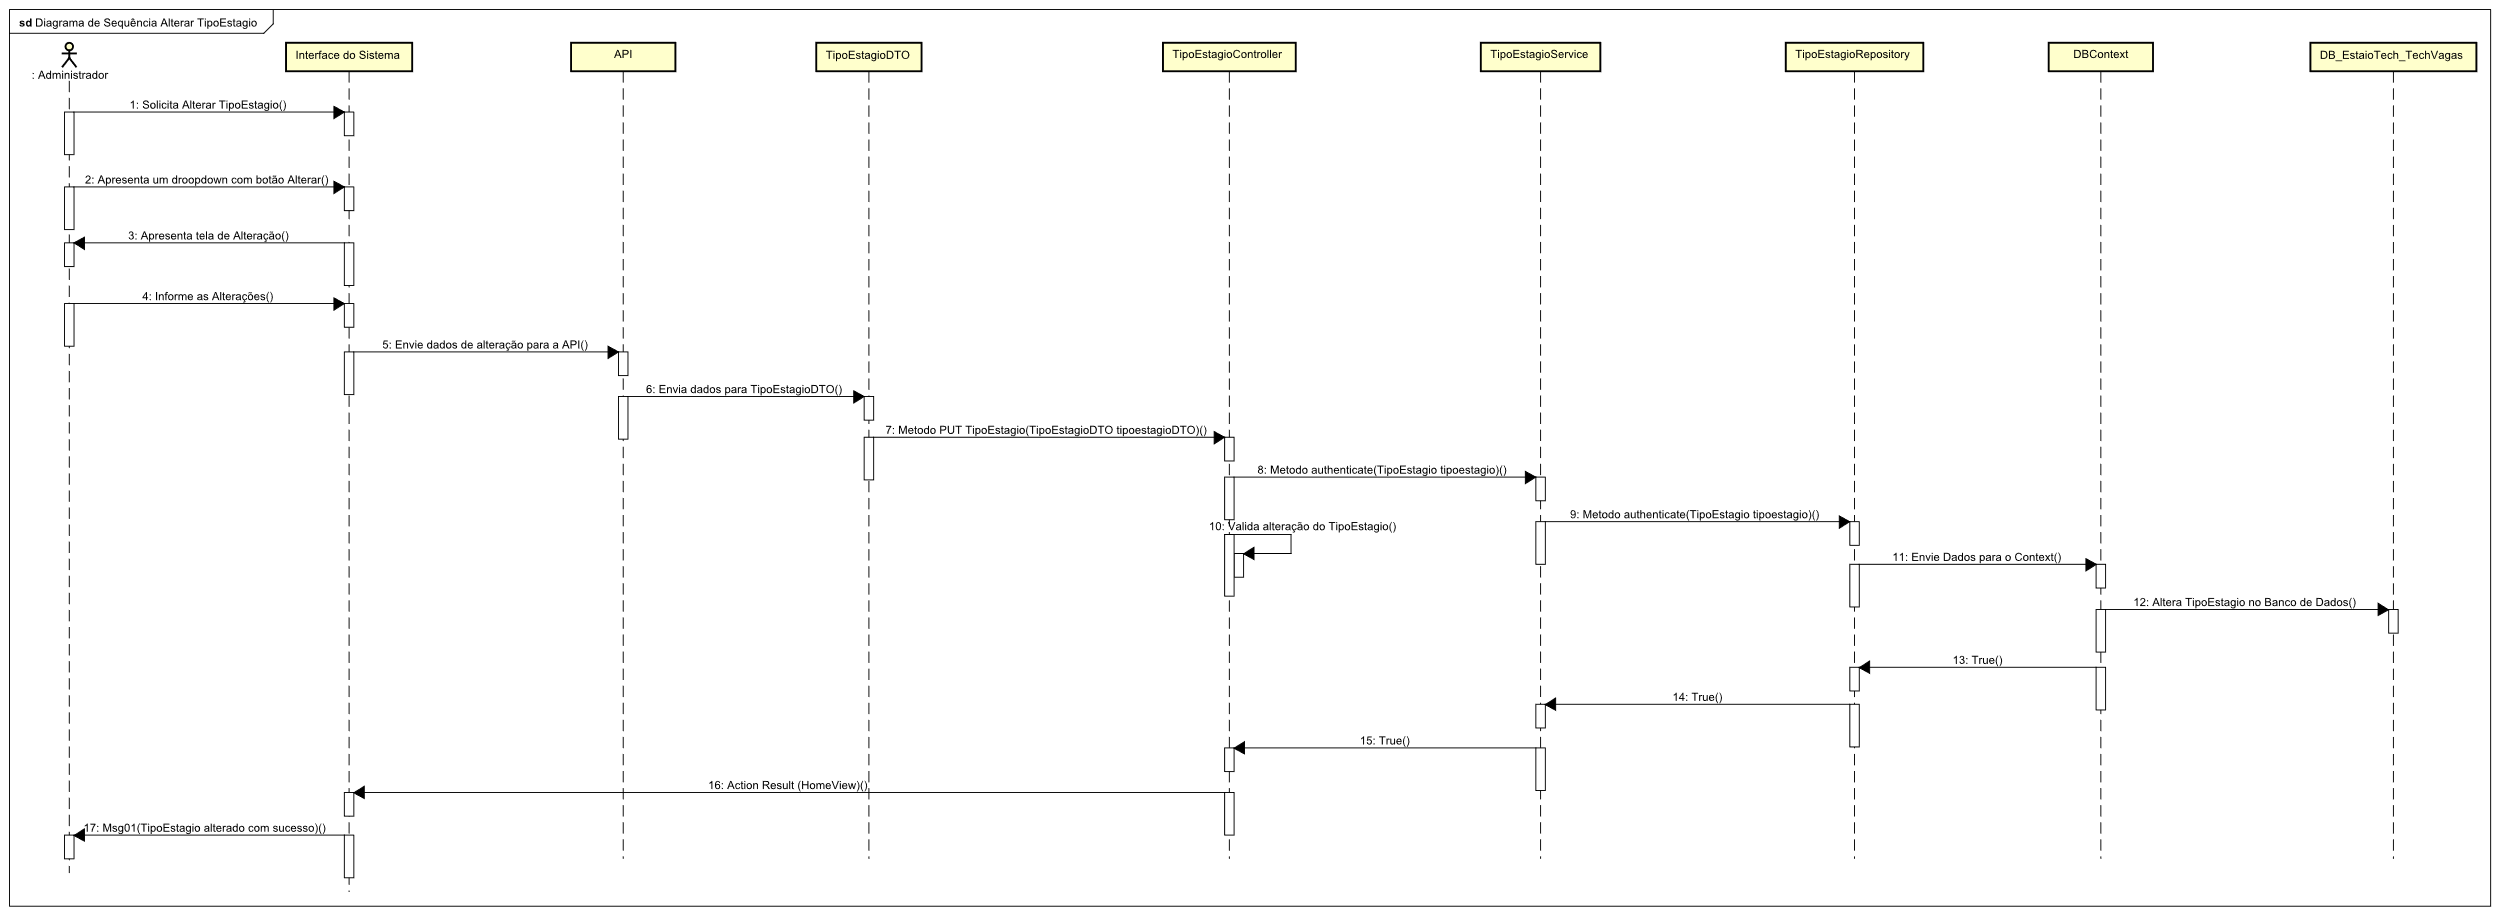 sd Diagrama de Sequência Alterar TipoEstagio
: Administrador
Interface do Sistema
API
TipoEstagioDTO
TipoEstagioController
TipoEstagioService
TipoEstagioRepository
DBContext
DB_EstaioTech_TechVagas
1: Solicita Alterar TipoEstagio()
2: Apresenta um droopdown com botão Alterar()
3: Apresenta tela de Alteração()
4: Informe as Alterações()
5: Envie dados de alteração para a API()
6: Envia dados para TipoEstagioDTO()
7: Metodo PUT TipoEstagio(TipoEstagioDTO tipoestagioDTO)()
8: Metodo authenticate(TipoEstagio tipoestagio)()
9: Metodo authenticate(TipoEstagio tipoestagio)()
10: Valida alteração do TipoEstagio()
11: Envie Dados para o Context()
12: Altera TipoEstagio no Banco de Dados()
13: True()
14: True()
15: True()
16: Action Result (HomeView)()
17: Msg01(TipoEstagio alterado com sucesso)()